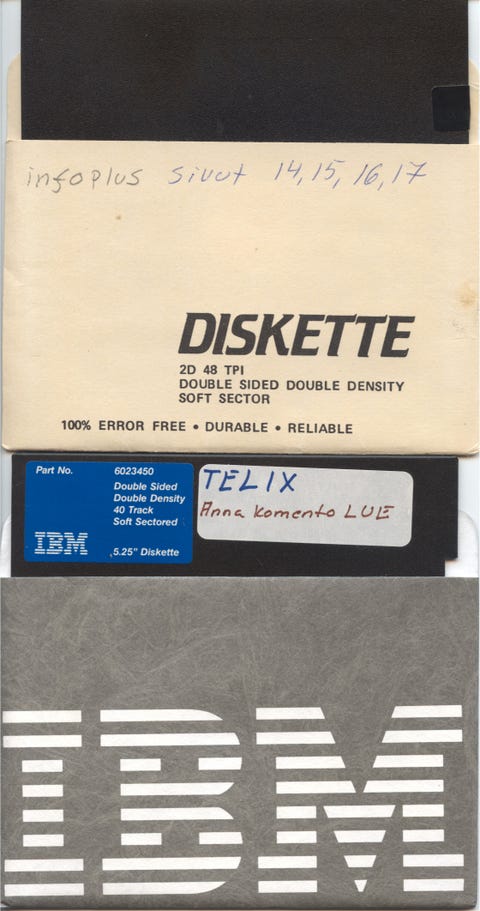 infoplus sivut 14, 15, 16, 17
DISKETTE
2D 48 TPI
DOUBLE SIDED DOUBLE DENSITY
SOFT SECTOR
100% ERROR FREE • DURABLE • RELIABLE
Part No. 6023450
Double Sided
Double Density
40 Track
Soft Sectored
IBM 5.25" Diskette
TELIX
Anna komento LUE
IBM